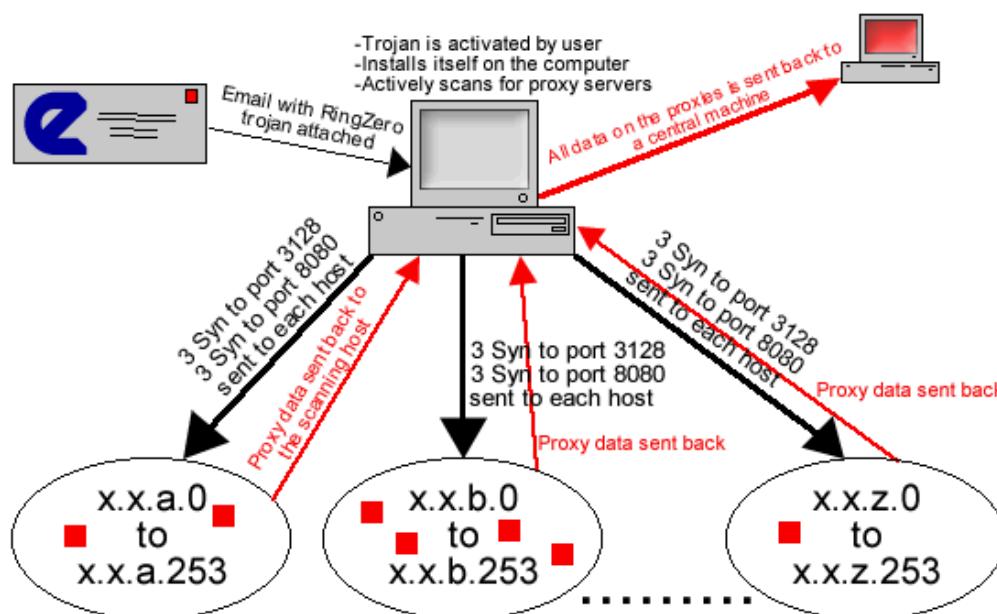 -Trojan is activated by user
-Installs itself on the computer
-Actively scans for proxy servers
Email with RingZero
trojan attached
All data on the proxies is sent back to
a central machine
3 Syn to port 3128
3 Syn to port 8080
sent to each host
Proxy data sent back to
the scanning host
3 Syn to port 3128
3 Syn to port 8080
sent to each host
Proxy data sent back
3 Syn to port 3128
3 Syn to port 8080
sent to each host
Proxy data sent back
x.x.a.0
to
x.x.a.253
x.x.b.0
to
x.x.b.253
x.x.z.0
to
x.x.z.253